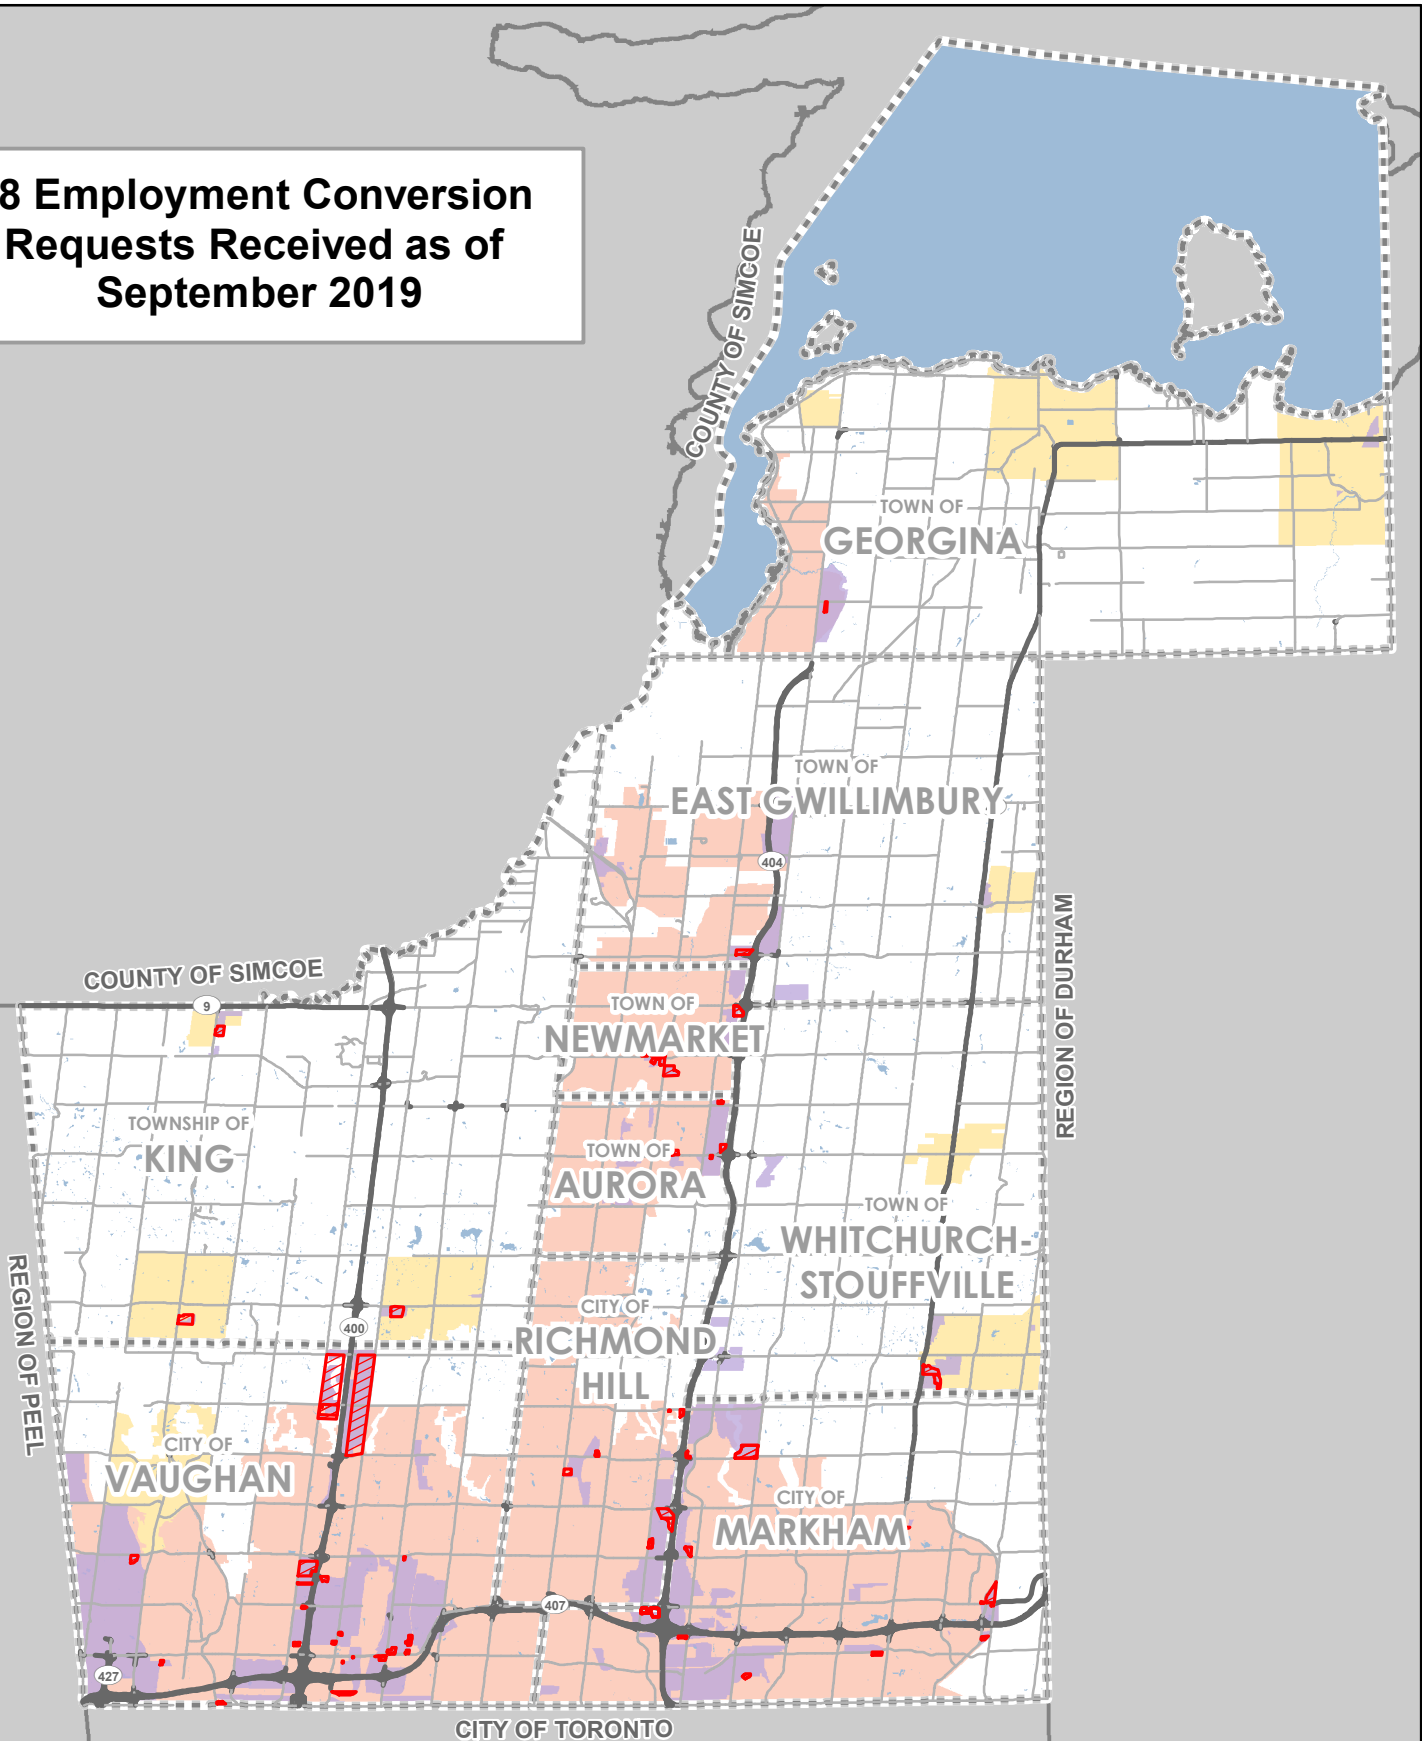 8 Employment Conversion
Requests Received as of
September 2019
COUNTY OF SIMCOE
TOWN OF
GEORGINA
TOWN OF
EAST GWILLIMBURY
404
REGION OF DURHAM
COUNTY OF SIMCOE
9
TOWN OF
NEWMARKET
TOWNSHIP OF
KING
TOWN OF
AURORA
TOWN OF
WHITCHURCH-
STOUFFVILLE
REGION OF PEEL
400
CITY OF
RICHMOND
HILL
CITY OF
VAUGHAN
CITY OF
MARKHAM
407
427
CITY OF TORONTO